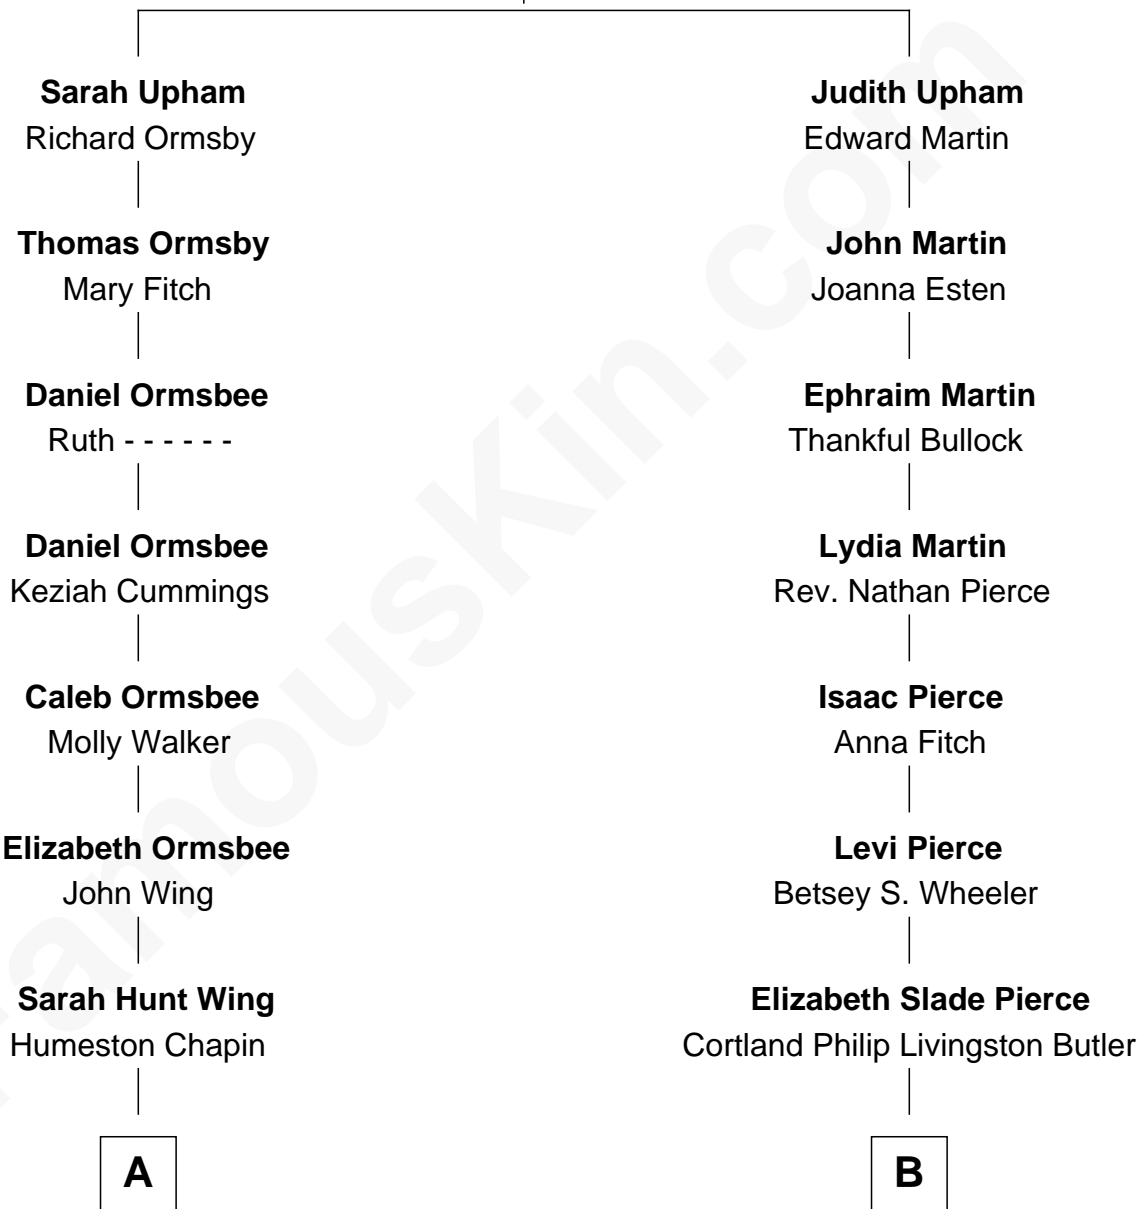 Sarah Upham
Richard Ormsby
Judith Upham
Edward Martin
Thomas Ormsby
Mary Fitch
John Martin
Joanna Esten
Daniel Ormsbee
Ruth - - - - - -
Ephraim Martin
Thankful Bullock
Daniel Ormsbee
Keziah Cummings
Lydia Martin
Rev. Nathan Pierce
Caleb Ormsbee
Molly Walker
Isaac Pierce
Anna Fitch
Elizabeth Ormsbee
John Wing
Levi Pierce
Betsey S. Wheeler
Sarah Hunt Wing
Humeston Chapin
Elizabeth Slade Pierce
Cortland Philip Livingston Butler
A
B
FamousKin.com